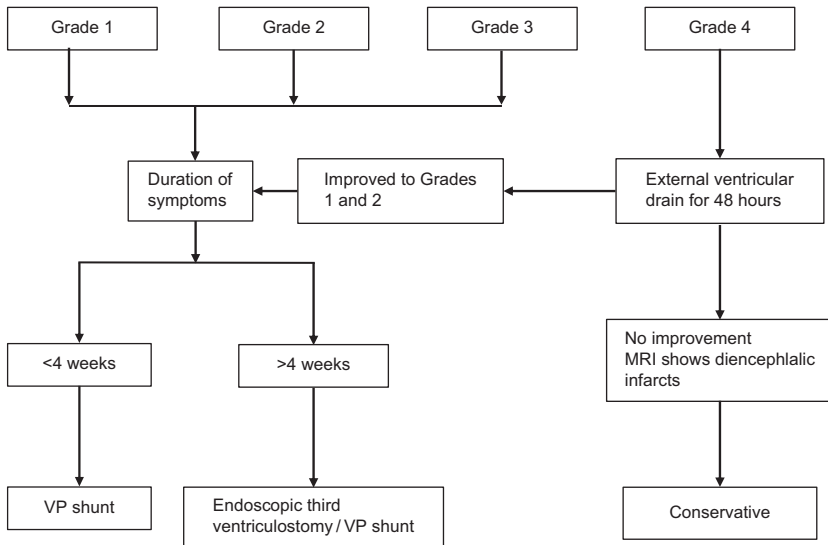 Grade 1
Grade 2
Grade 3
Grade 4
Duration of
symptoms
Improved to Grades
1 and 2
External ventricular
drain for 48 hours
<4 weeks
>4 weeks
No improvement
MRI shows diencephlalic
infarcts
VP shunt
Endoscopic third
ventriculostomy / VP shunt
Conservative